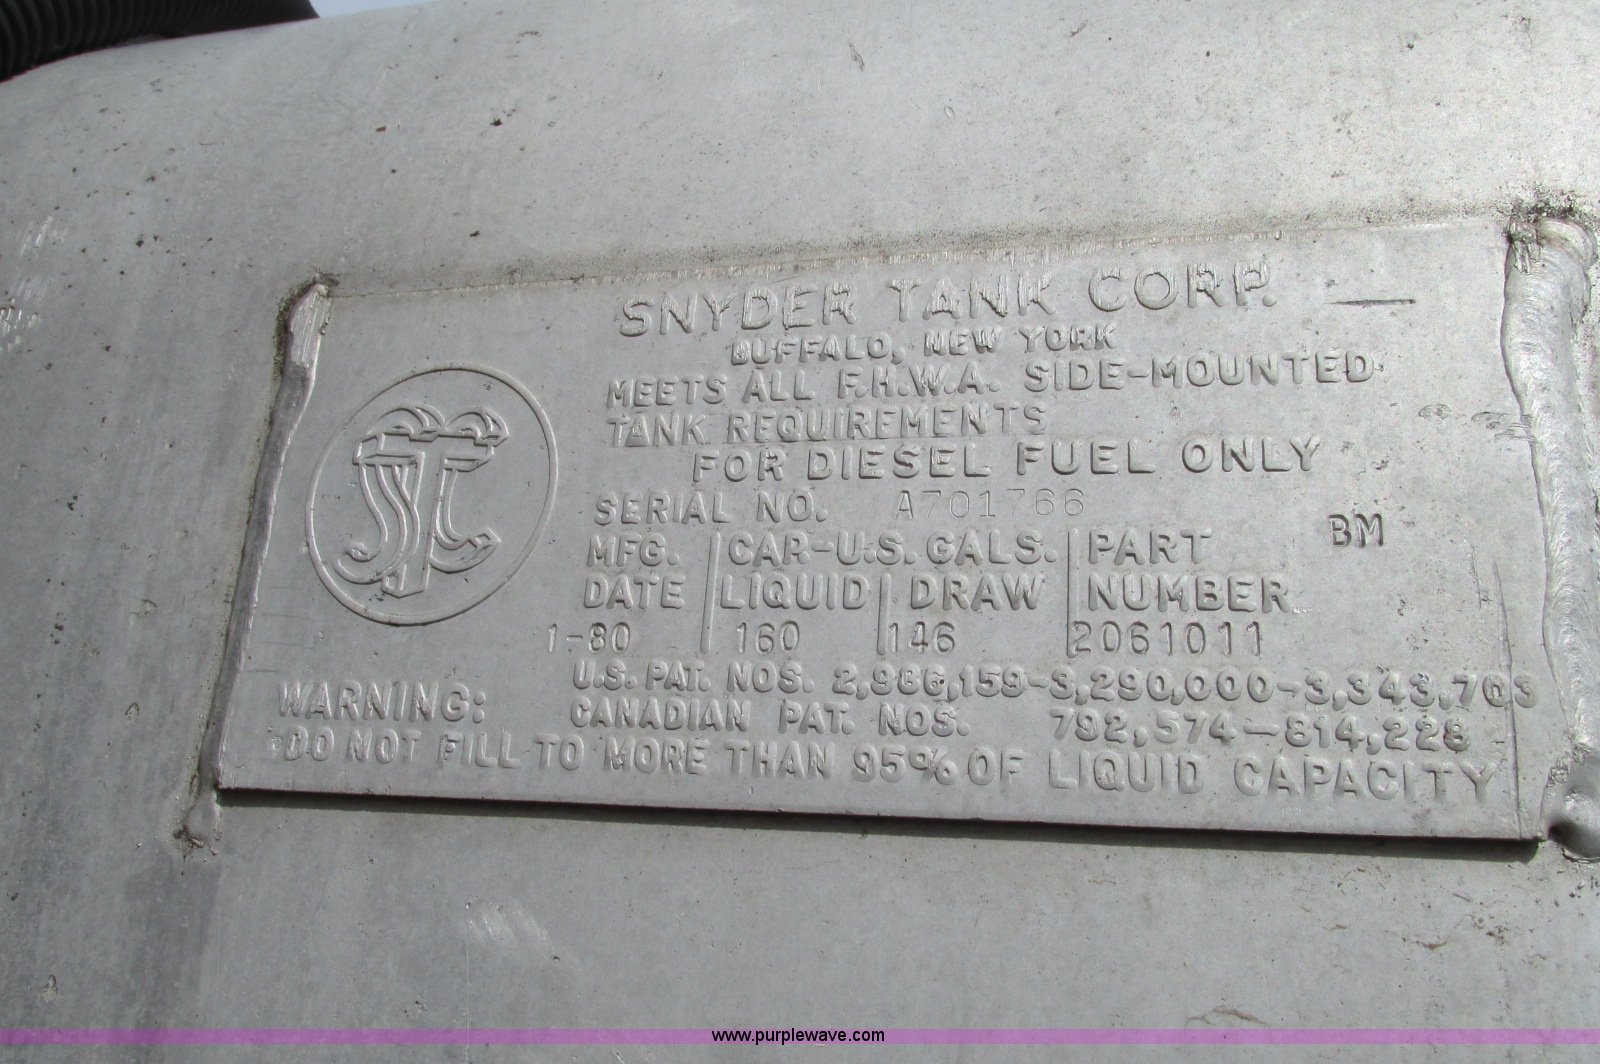 SNYDER TANK CORP.
BUFFALO, NEW YORK
MEETS ALL F.H.W.A. SIDE-MOUNTED
TANK REQUIREMENTS
FOR DIESEL FUEL ONLY
SERIAL NO. A701766
BM
MFG. CAP.-U.S. GALS. PART
DATE LIQUID DRAW NUMBER
1-80 160 146 2061011
U.S. PAT. NOS. 2,986,159-3,290,000-3,343,703
WARNING: CANADIAN PAT. NOS. 792,574-814,228
DO NOT FILL TO MORE THAN 95% OF LIQUID CAPACITY
www.purplewave.com